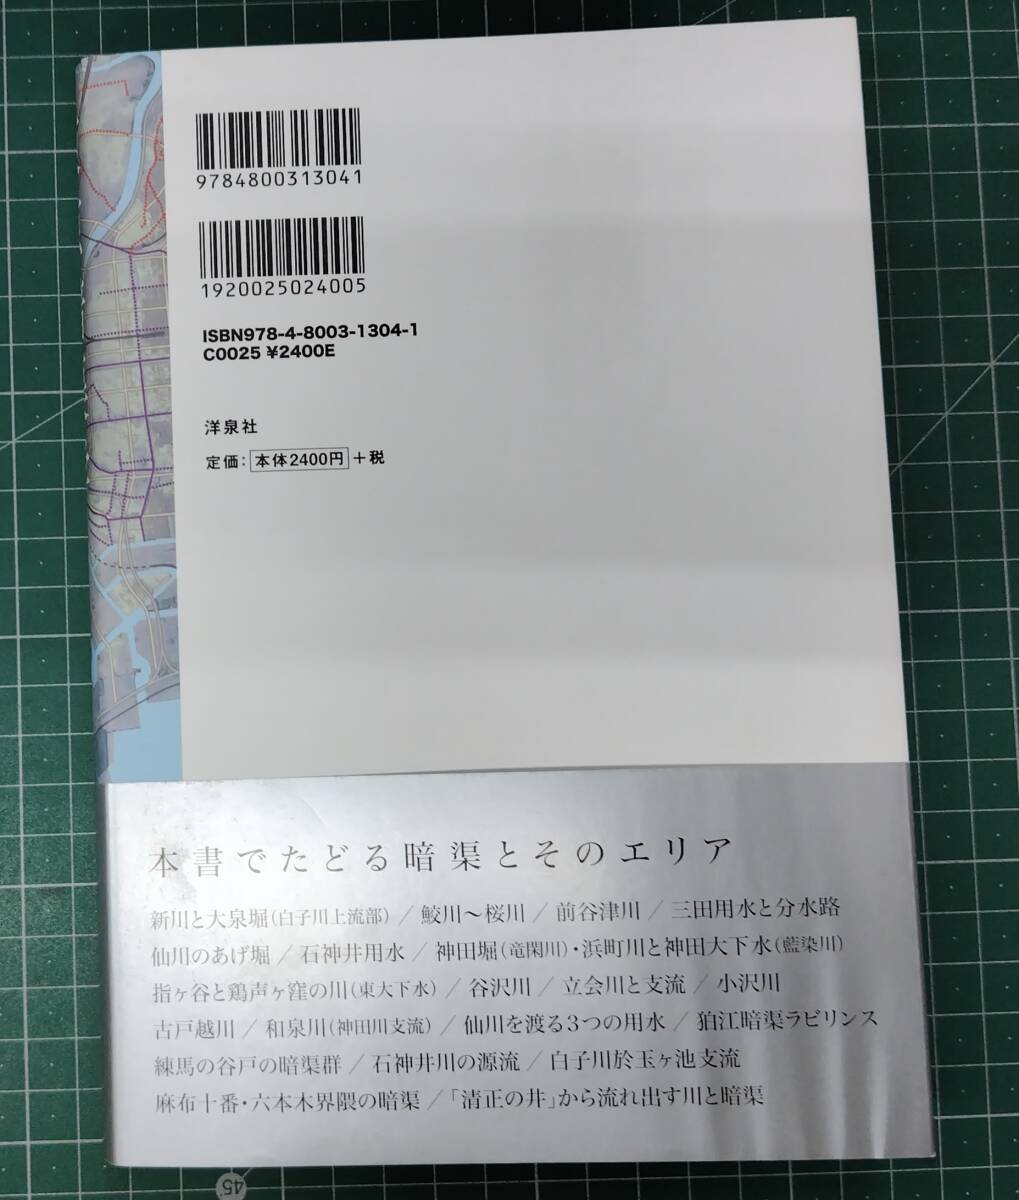 9784800313041
1920025024005
ISBN978-4-8003-1304-1
C0025 ¥2400E
洋泉社
定価：本体2400円＋税
本書でたどる暗渠とそのエリア
新川と大泉堀（白子川上流部）／鮫川〜桜川／前谷津川／三田用水と分水路
仙川のあげ堀／石神井用水／神田堀（竜閑川）・浜町川と神田大下水（藍染川）
指ヶ谷と鶏声ヶ窪の川（東大下水）／谷沢川／立会川と支流／小沢川
古戸越川／和泉川（神田川支流）／仙川を渡る3つの用水／狛江暗渠ラビリンス
練馬の谷戸の暗渠群／石神井川の源流／白子川於玉ヶ池支流
麻布十番・六本木界隈の暗渠／「清正の井」から流れ出す川と暗渠
45